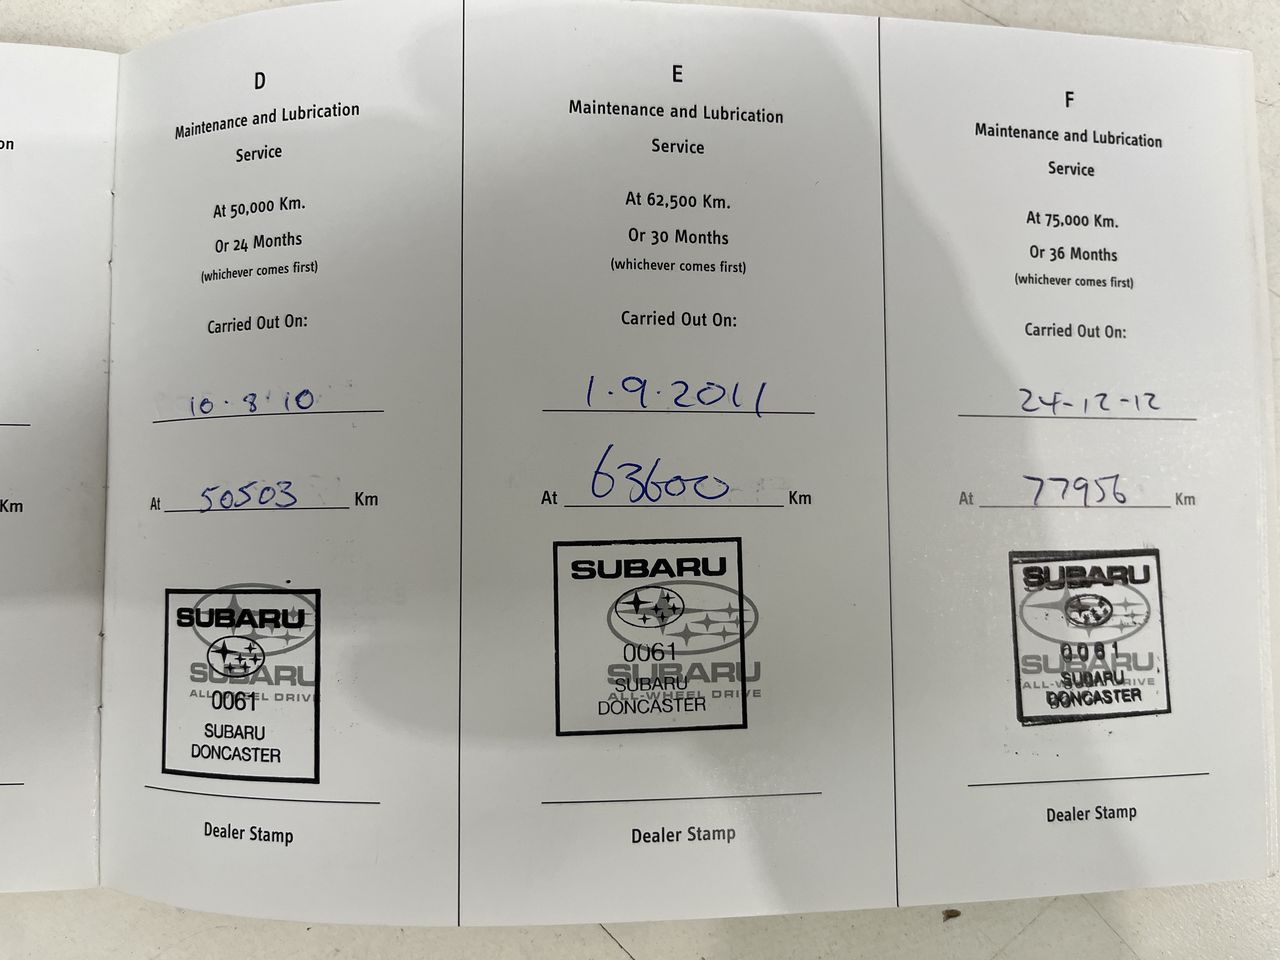 on
Km
D
Maintenance and Lubrication
Service
At 50,000 Km.
Or 24 Months
(whichever comes first)
Carried Out On:
10.8.10
At 50503 Km
SUBARU
SUBARU
ALL-WHEEL DRIVE
0061
SUBARU
DONCASTER
Dealer Stamp
E
Maintenance and Lubrication
Service
At 62,500 Km.
Or 30 Months
(whichever comes first)
Carried Out On:
1.9.2011
At 63600 Km
SUBARU
0061
SUBARU
SUBARU
ALL-WHEEL DRIVE
DONCASTER
Dealer Stamp
F
Maintenance and Lubrication
Service
At 75,000 Km.
Or 36 Months
(whichever comes first)
Carried Out On:
24-12-12
At 77956 Km
SUBARU
0061
SUBARU
SUBARU
ALL-WHEEL DRIVE
DONCASTER
Dealer Stamp